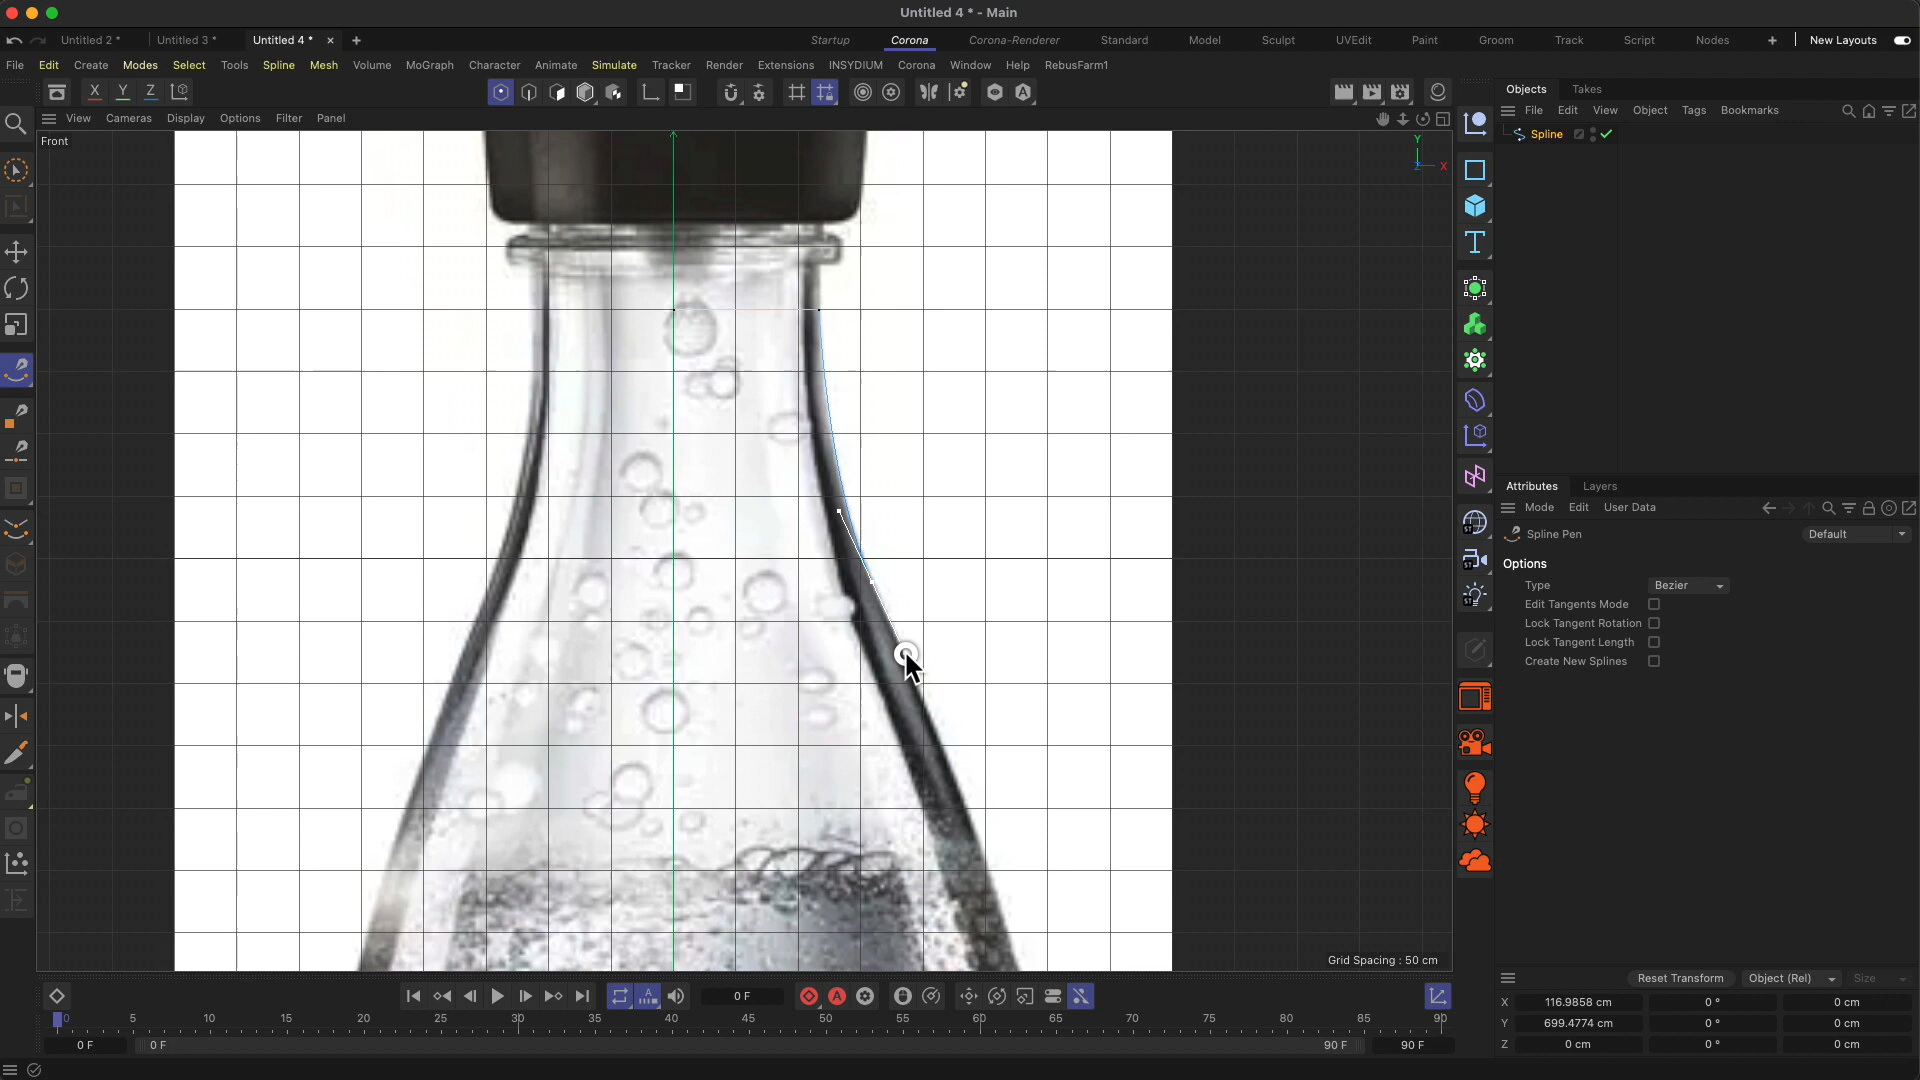 Untitled 4 * - Main
Untitled 2 *
Untitled 3 *
Untitled 4 *
Startup
Corona
Corona-Renderer
Standard
Model
Sculpt
UVEdit
Paint
Groom
Track
Script
Nodes
New Layouts
File Edit Create Modes Select Tools Spline Mesh Volume MoGraph Character Animate Simulate Tracker Render Extensions INSYDIUM Corona Window Help RebusFarm1
X Y Z
Objects Takes
View Cameras Display Options Filter Panel
File Edit View Object Tags Bookmarks
Front
Y
X
Z
Spline
Attributes Layers
Mode Edit User Data
Spline Pen
Default
Options
Type Bezier
Edit Tangents Mode
Lock Tangent Rotation
Lock Tangent Length
Create New Splines
ST
ST
ST
Grid Spacing : 50 cm
Reset Transform Object (Rel) Size
0 F
A
A
X 116.9858 cm 0 ° 0 cm
0 5 10 15 20 25 30 35 40 45 50 55 60 65 70 75 80 85 90
Y 699.4774 cm 0 ° 0 cm
0 F 0 F 90 F 90 F
Z 0 cm 0 ° 0 cm